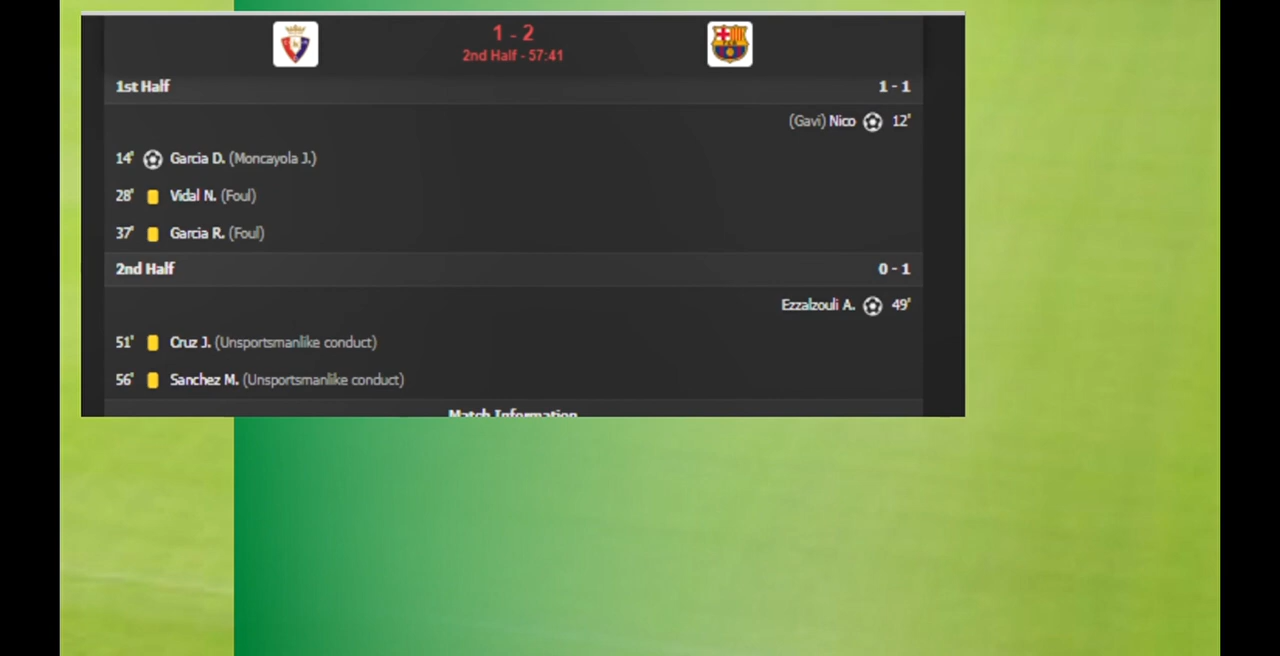 1 - 2
2nd Half - 57:41
1st Half 1 - 1
(Gavi) Nico 12'
14' Garcia D. (Moncayola J.)
28' Vidal N. (Foul)
37' Garcia R. (Foul)
2nd Half 0 - 1
Ezzalzouli A. 49'
51' Cruz J. (Unsportsmanlike conduct)
56' Sanchez M. (Unsportsmanlike conduct)
Match Information